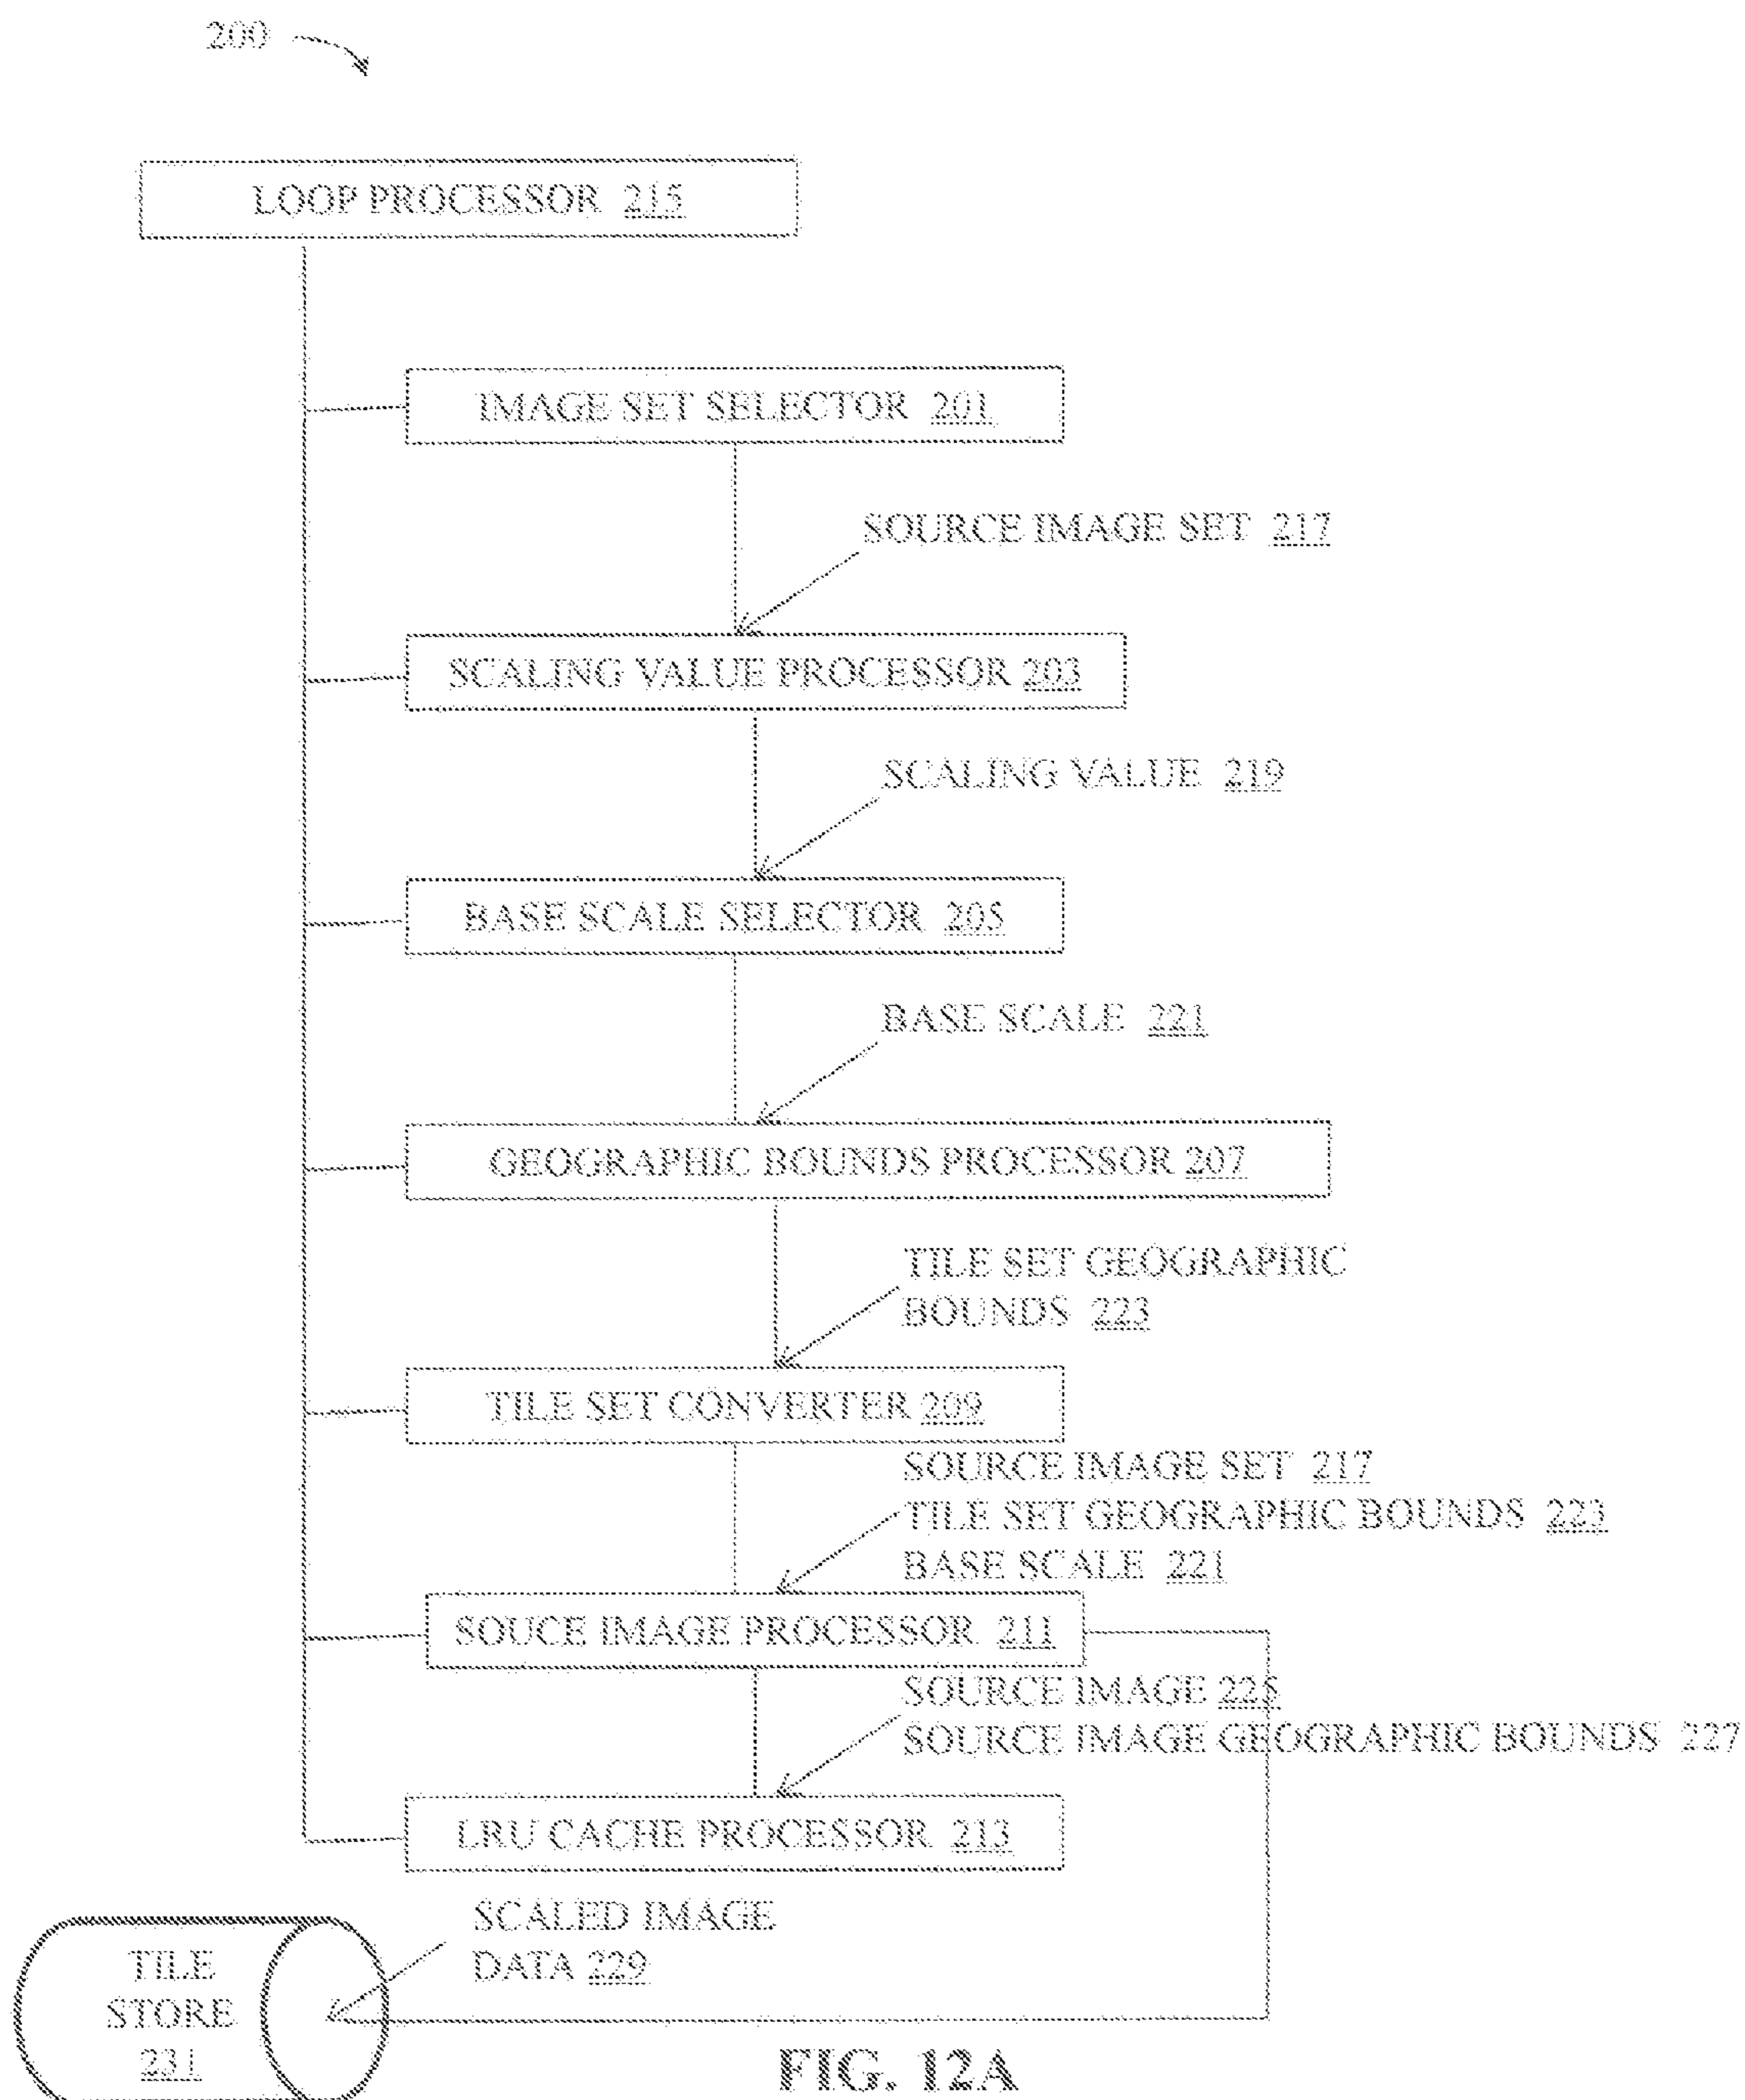 200
LOOP PROCESSOR 215
IMAGE SET SELECTOR 201
SOURCE IMAGE SET 217
SCALING VALUE PROCESSOR 203
SCALING VALUE 219
BASE SCALE SELECTOR 205
BASE SCALE 221
GEOGRAPHIC BOUNDS PROCESSOR 207
TILE SET GEOGRAPHIC
BOUNDS 223
TILE SET CONVERTER 209
SOURCE IMAGE SET 217
TILE SET GEOGRAPHIC BOUNDS 223
BASE SCALE 221
SOUCE IMAGE PROCESSOR 211
SOURCE IMAGE 225
SOURCE IMAGE GEOGRAPHIC BOUNDS 227
LRU CACHE PROCESSOR 213
SCALED IMAGE
DATA 229
TILE
STORE
231
FIG. 12A